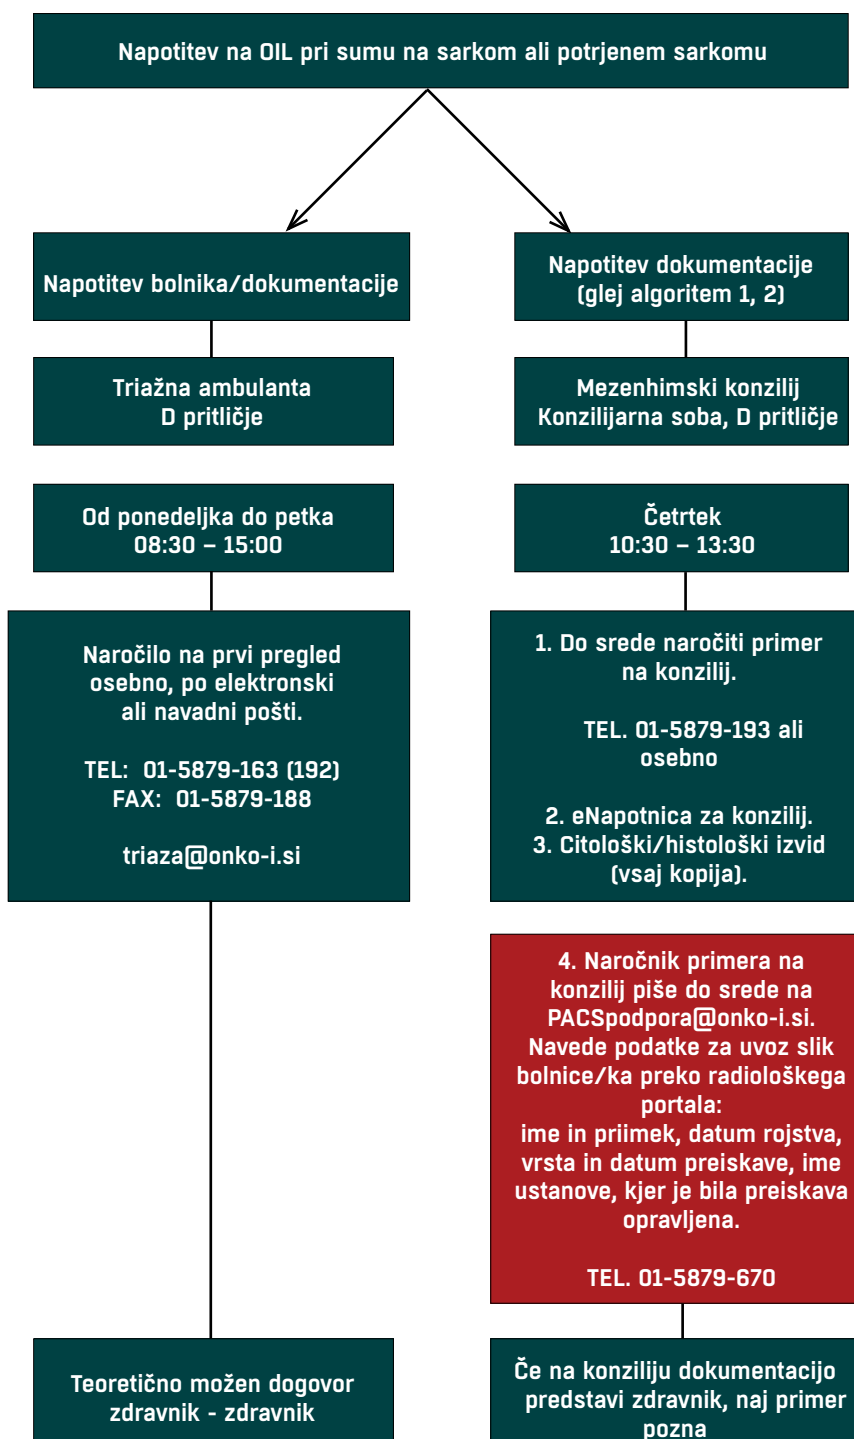 Napotitev na OIL pri sumu na sarkom ali potrjenem sarkomu
Napotitev bolnika/dokumentacije
Triažna ambulanta
D pritličje
Od ponedeljka do petka
08:30 – 15:00
Naročilo na prvi pregled
osebno, po elektronski
ali navadni pošti.
TEL: 01-5879-163 (192)
FAX: 01-5879-188
triaza@onko-i.si
Teoretično možen dogovor
zdravnik - zdravnik
Napotitev dokumentacije
(glej algoritem 1, 2)
Mezenhimski konzilij
Konzilijarna soba, D pritličje
Četrtek
10:30 – 13:30
1. Do srede naročiti primer
na konzilij.
TEL. 01-5879-193 ali
osebno
2. eNapotnica za konzilij.
3. Citološki/histološki izvid
(vsaj kopija).
4. Naročnik primera na
konzilij piše do srede na
PACSpodpora@onko-i.si.
Navede podatke za uvoz slik
bolnice/ka preko radiološkega
portala:
ime in priimek, datum rojstva,
vrsta in datum preiskave, ime
ustanove, kjer je bila preiskava
opravljena.
TEL. 01-5879-670
Če na konziliju dokumentacijo
predstavi zdravnik, naj primer
pozna